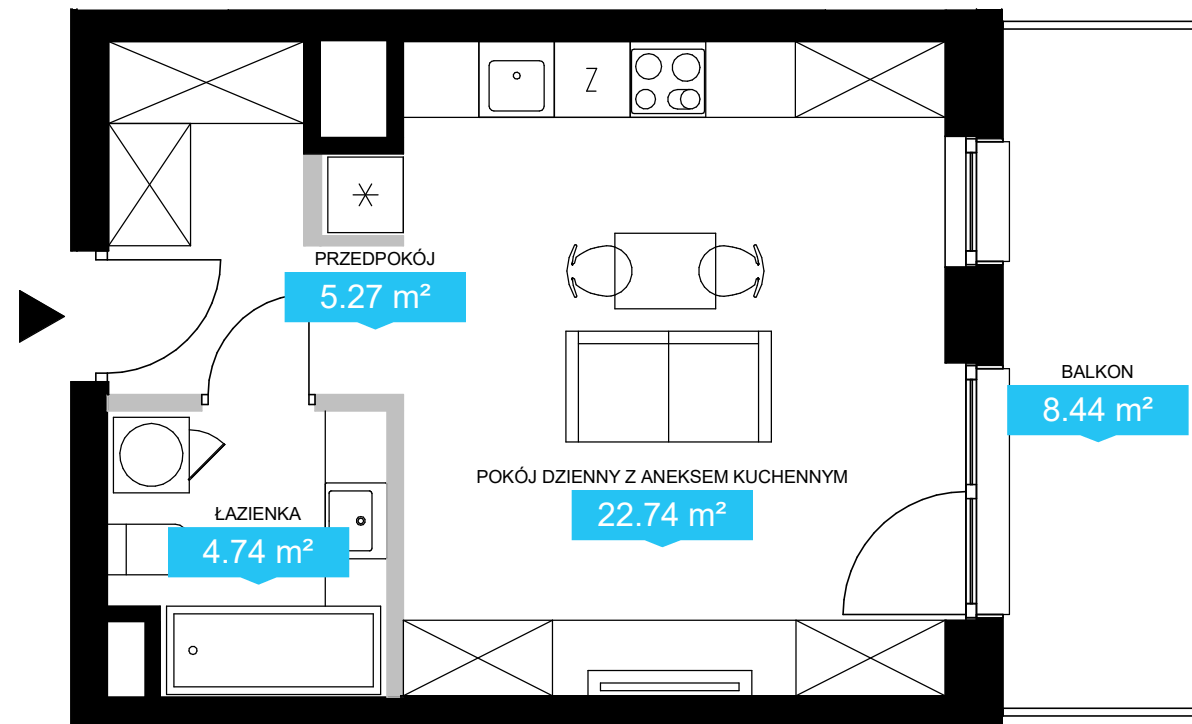 Z
PRZEDPOKÓJ
5.27 m²
BALKON
8.44 m²
POKÓJ DZIENNY Z ANEKSEM KUCHENNYM
22.74 m²
ŁAZIENKA
4.74 m²